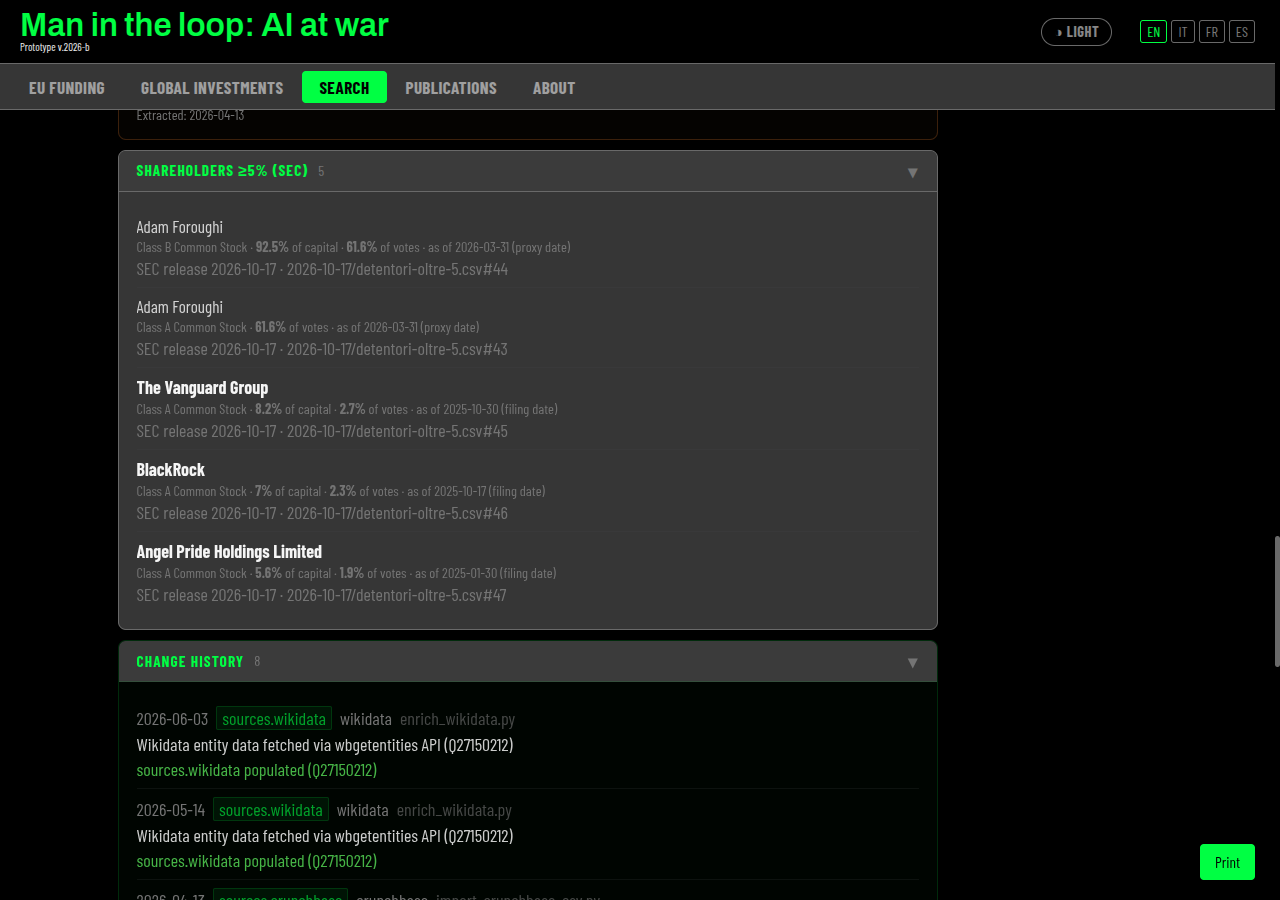 Man in the loop: AI at war
Prototype v.2026-b
LIGHT
EN IT FR ES
EU FUNDING GLOBAL INVESTMENTS SEARCH PUBLICATIONS ABOUT
Extracted: 2026-04-13
SHAREHOLDERS ≥5% (SEC) 5 ▼
Adam Foroughi
Class B Common Stock · 92.5% of capital · 61.6% of votes · as of 2026-03-31 (proxy date)
SEC release 2026-10-17 · 2026-10-17/detentori-oltre-5.csv#44
Adam Foroughi
Class A Common Stock · 61.6% of votes · as of 2026-03-31 (proxy date)
SEC release 2026-10-17 · 2026-10-17/detentori-oltre-5.csv#43
The Vanguard Group
Class A Common Stock · 8.2% of capital · 2.7% of votes · as of 2025-10-30 (filing date)
SEC release 2026-10-17 · 2026-10-17/detentori-oltre-5.csv#45
BlackRock
Class A Common Stock · 7% of capital · 2.3% of votes · as of 2025-10-17 (filing date)
SEC release 2026-10-17 · 2026-10-17/detentori-oltre-5.csv#46
Angel Pride Holdings Limited
Class A Common Stock · 5.6% of capital · 1.9% of votes · as of 2025-01-30 (filing date)
SEC release 2026-10-17 · 2026-10-17/detentori-oltre-5.csv#47
CHANGE HISTORY 8 ▼
2026-06-03 sources.wikidata wikidata enrich_wikidata.py
Wikidata entity data fetched via wbgetentities API (Q27150212)
sources.wikidata populated (Q27150212)
2026-05-14 sources.wikidata wikidata enrich_wikidata.py
Wikidata entity data fetched via wbgetentities API (Q27150212)
sources.wikidata populated (Q27150212)
2026-04-13 sources.crunchbase crunchbase import_crunchbase_csv.py
Print